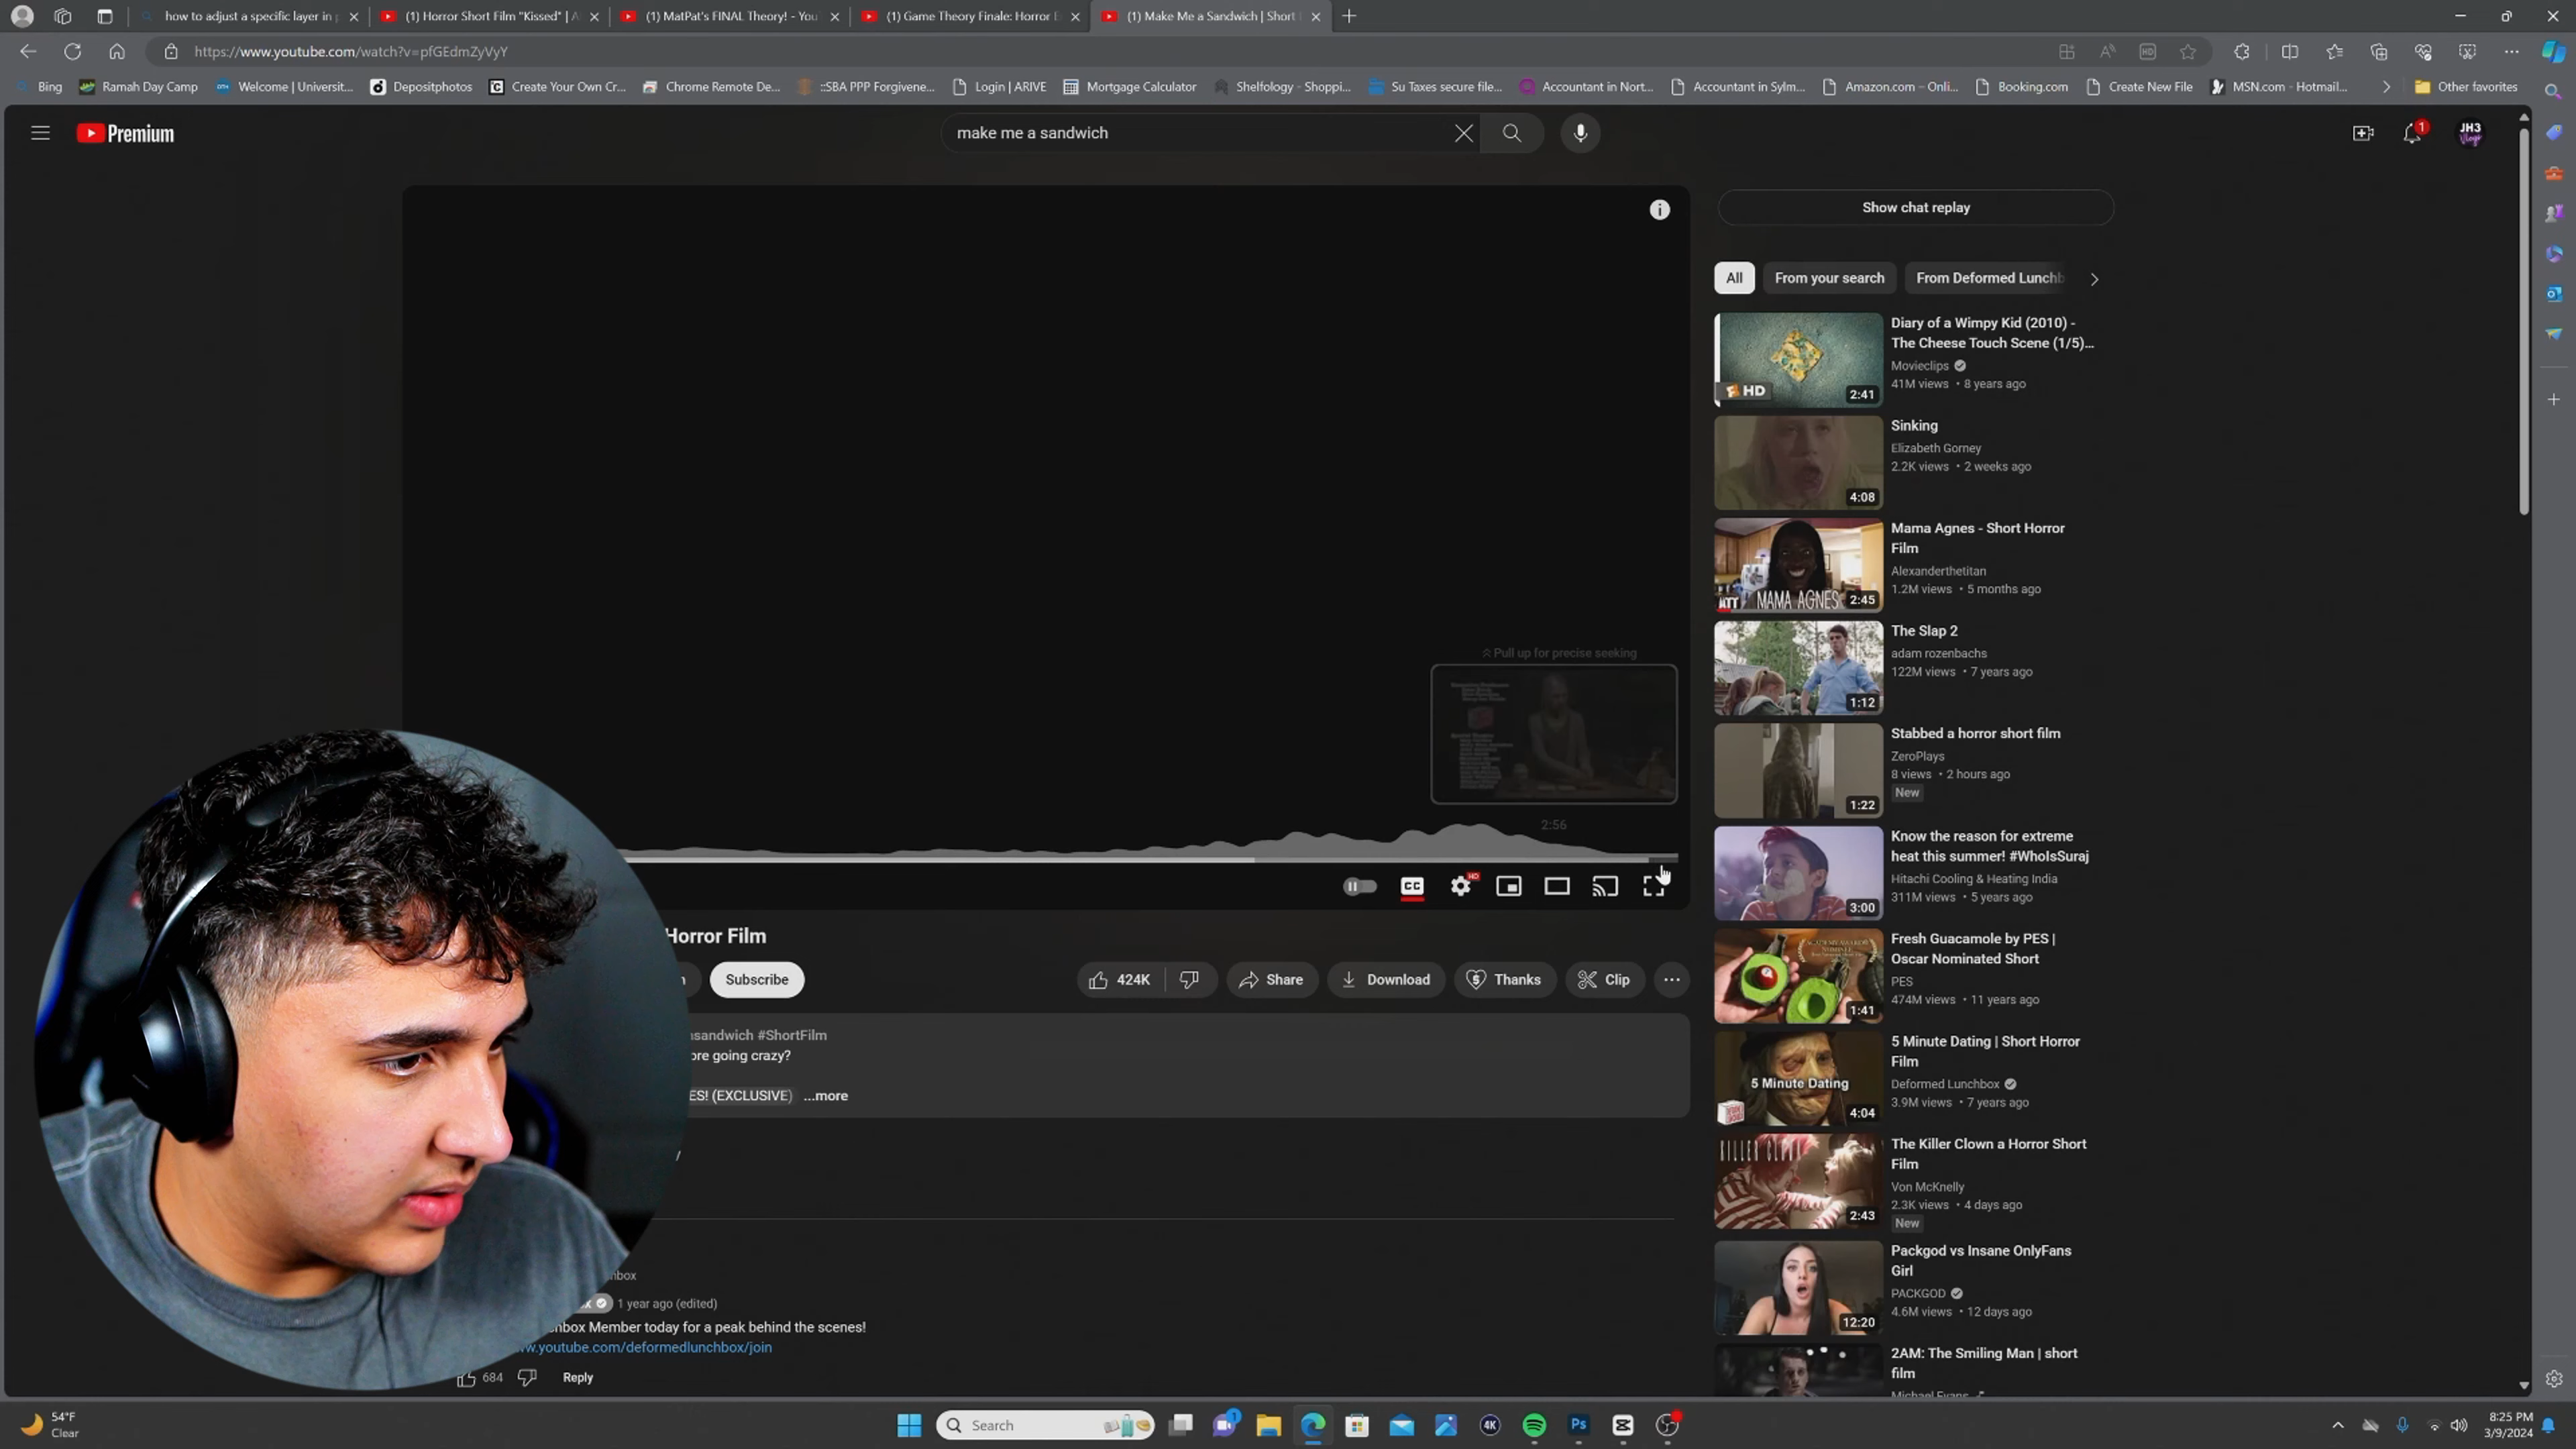 how to adjust a specific layer in p
(1) Horror Short Film "Kissed" | A
(1) MatPat's FINAL Theory! - You
(1) Game Theory Finale: Horror E
(1) Make Me a Sandwich | Short
https://www.youtube.com/watch?v=pfGEdmZyVyY
Bing
Ramah Day Camp
Welcome | Universit...
Depositphotos
Create Your Own Cr...
Chrome Remote De...
::SBA PPP Forgivene...
Login | ARIVE
Mortgage Calculator
Shelfology - Shoppi...
Su Taxes secure file...
Accountant in Nort...
Accountant in Sylm...
Amazon.com – Onli...
Booking.com
Create New File
MSN.com - Hotmail...
Other favorites
Premium
make me a sandwich
1
JH3
Vlogs
Show chat replay
All
From your search
From Deformed Lunchb
Diary of a Wimpy Kid (2010) -
The Cheese Touch Scene (1/5)...
Movieclips
41M views • 8 years ago
HD
2:41
Sinking
Elizabeth Gorney
2.2K views • 2 weeks ago
4:08
Mama Agnes - Short Horror
Film
Alexanderthetitan
1.2M views • 5 months ago
MAMA AGNES
2:45
The Slap 2
adam rozenbachs
122M views • 7 years ago
1:12
Stabbed a horror short film
ZeroPlays
8 views • 2 hours ago
New
1:22
Know the reason for extreme
heat this summer! #WhoIsSuraj
Hitachi Cooling & Heating India
311M views • 5 years ago
3:00
Fresh Guacamole by PES |
Oscar Nominated Short
PES
474M views • 11 years ago
1:41
5 Minute Dating | Short Horror
Film
Deformed Lunchbox
3.9M views • 7 years ago
5 Minute Dating
4:04
The Killer Clown a Horror Short
Film
Von McKnelly
2.3K views • 4 days ago
New
KILLER CLOWN
2:43
Packgod vs Insane OnlyFans
Girl
PACKGOD
4.6M views • 12 days ago
12:20
2AM: The Smiling Man | short
film
Michael Evans
Pull up for precise seeking
2:56
CC
HD
Horror Film
Subscribe
424K
Share
Download
Thanks
Clip
nsandwich #ShortFilm
ore going crazy?
ES! (EXCLUSIVE) ...more
nbox
1 year ago (edited)
chbox Member today for a peak behind the scenes!
w.youtube.com/deformedlunchbox/join
684
Reply
54°F
Clear
Search
1
4K
Ps
8:25 PM
3/9/2024